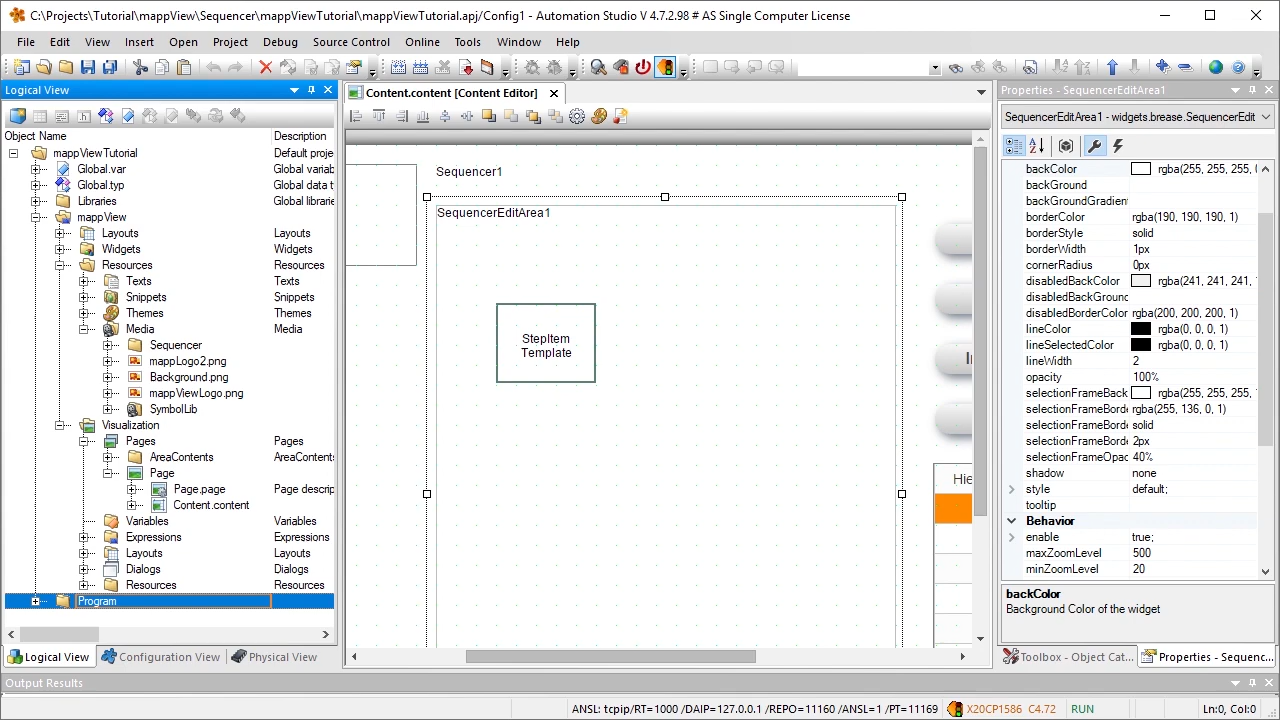 C:\Projects\Tutorial\mappView\Sequencer\mappViewTutorial\mappViewTutorial.apj/Config1 - Automation Studio V 4.7.2.98 # AS Single Computer License
File Edit View Insert Open Project Debug Source Control Online Tools Window Help
Logical View
Object Name Description
mappViewTutorial Default proje
Global.var Global variab
Global.typ Global data t
Libraries Global librarie
mappView
Layouts Layouts
Widgets Widgets
Resources Resources
Texts Texts
Snippets Snippets
Themes Themes
Media Media
Sequencer
mappLogo2.png
Background.png
mappViewLogo.png
SymbolLib
Visualization
Pages Pages
AreaContents AreaContents
Page
Page.page Page descrip
Content.content
Variables Variables
Expressions Expressions
Layouts Layouts
Dialogs Dialogs
Resources Resources
Program
Logical View Configuration View Physical View
Content.content [Content Editor]
Sequencer1
SequencerEditArea1
StepItem
Template
Hie
Properties - SequencerEditArea1
SequencerEditArea1 - widgets.brease.SequencerEdit
backColor rgba(255, 255, 255, (
backGround
backGroundGradien
borderColor rgba(190, 190, 190, 1)
borderStyle solid
borderWidth 1px
cornerRadius 0px
disabledBackColor rgba(241, 241, 241,
disabledBackGround
disabledBorderColor rgba(200, 200, 200, 1)
lineColor rgba(0, 0, 0, 1)
lineSelectedColor rgba(0, 0, 0, 1)
lineWidth 2
opacity 100%
selectionFrameBack rgba(255, 255, 255,
selectionFrameBorde rgba(255, 136, 0, 1)
selectionFrameBorde solid
selectionFrameBorde 2px
selectionFrameOpac 40%
shadow none
style default;
tooltip
Behavior
enable true;
maxZoomLevel 500
minZoomLevel 20
backColor
Background Color of the widget
Toolbox - Object Cat... Properties - Sequenc...
Output Results
ANSL: tcpip/RT=1000 /DAIP=127.0.0.1 /REPO=11160 /ANSL=1 /PT=11169 X20CP1586 C4.72 RUN Ln:0, Col:0